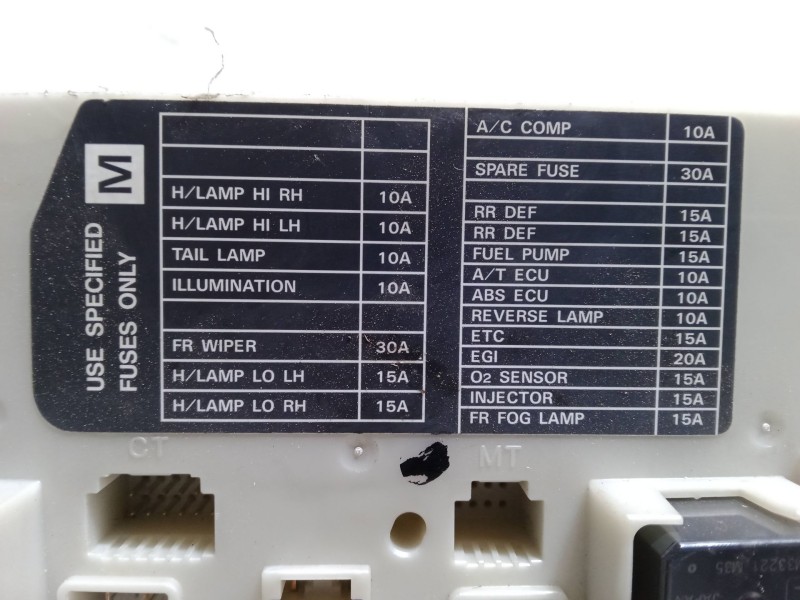 M
USE SPECIFIED
FUSES ONLY
H/LAMP HI RH 10A
H/LAMP HI LH 10A
TAIL LAMP 10A
ILLUMINATION 10A
FR WIPER 30A
H/LAMP LO LH 15A
H/LAMP LO RH 15A
A/C COMP 10A
SPARE FUSE 30A
RR DEF 15A
RR DEF 15A
FUEL PUMP 15A
A/T ECU 10A
ABS ECU 10A
REVERSE LAMP 10A
ETC 15A
EGI 20A
O2 SENSOR 15A
INJECTOR 15A
FR FOG LAMP 15A
CT
MT